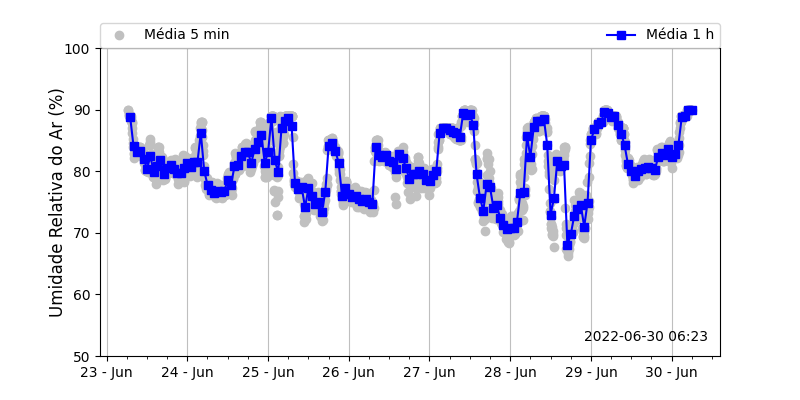 Média 5 min
Média 1 h
Umidade Relativa do Ar (%)
100
90
80
70
60
50
2022-06-30 06:23
23 - Jun
24 - Jun
25 - Jun
26 - Jun
27 - Jun
28 - Jun
29 - Jun
30 - Jun